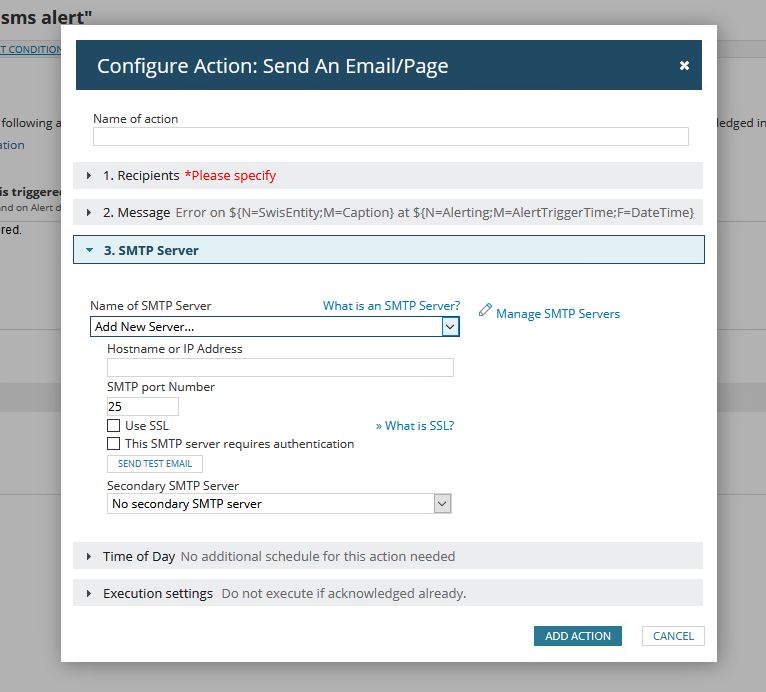 sms alert"
T CONDITION
following a
ation
is triggere
nd on Alert d
red.
ledged in
Configure Action: Send An Email/Page
Name of action
1. Recipients *Please specify
2. Message Error on ${N=SwisEntity;M=Caption} at ${N=Alerting;M=AlertTriggerTime;F=DateTime}
3. SMTP Server
Name of SMTP Server What is an SMTP Server? Manage SMTP Servers
Add New Server...
Hostname or IP Address
SMTP port Number
25
Use SSL » What is SSL?
This SMTP server requires authentication
SEND TEST EMAIL
Secondary SMTP Server
No secondary SMTP server
Time of Day No additional schedule for this action needed
Execution settings Do not execute if acknowledged already.
ADD ACTION CANCEL